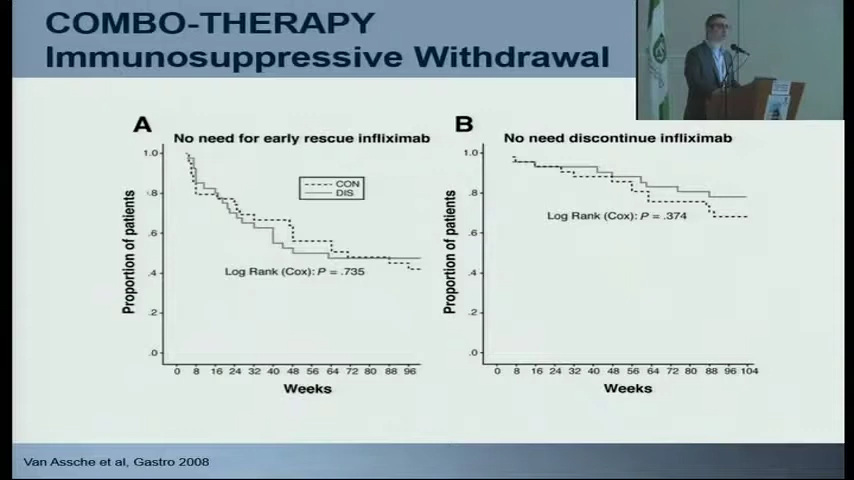 COMBO-THERAPY
Immunosuppressive Withdrawal
A
No need for early rescue infliximab
Proportion of patients
1.0
.8
.6
.4
.2
.0
CON
DIS
Log Rank (Cox): P = .735
0 8 16 24 32 40 48 56 64 72 80 88 96
Weeks
B
No need discontinue infliximab
Proportion of patients
1.0
.8
.6
.4
.2
.0
Log Rank (Cox): P = .374
0 8 16 24 32 40 48 56 64 72 80 88 96 104
Weeks
Van Assche et al, Gastro 2008